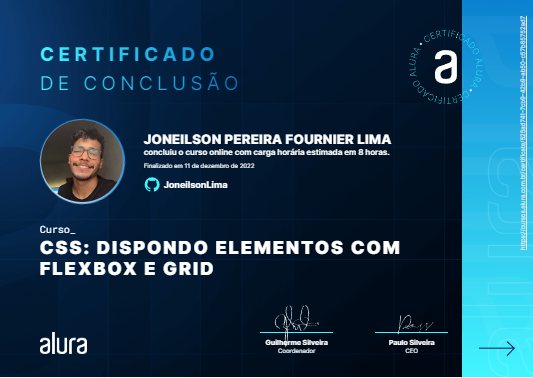 CERTIFICADO
DE CONCLUSÃO
ALURA • CERTIFICADO ALURA • CERTIFICADO
a
JONEILSON PEREIRA FOURNIER LIMA
concluiu o curso online com carga horária estimada em 8 horas.
Finalizado em 11 de dezembro de 2022
JoneilsonLima
Curso_
CSS: DISPONDO ELEMENTOS COM
FLEXBOX E GRID
Guilherme Silveira
Coordenador
Paulo Silveira
CEO
alura